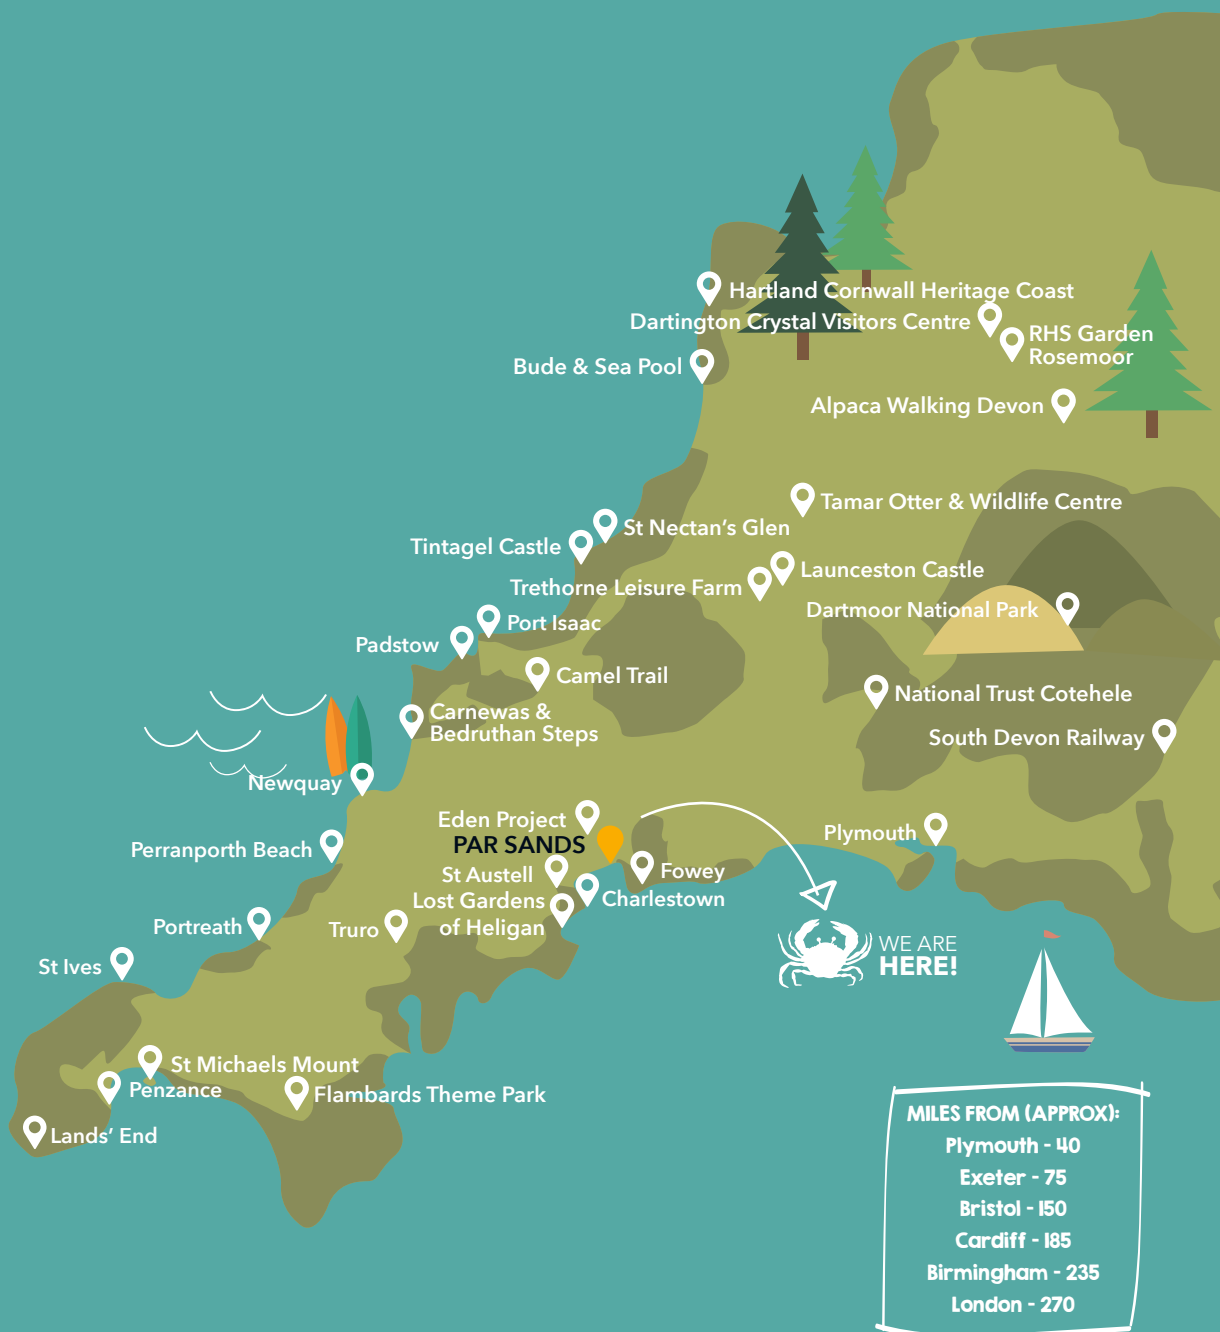 Hartland Cornwall Heritage Coast
Dartington Crystal Visitors Centre
RHS Garden
Rosemoor
Bude & Sea Pool
Alpaca Walking Devon
Tamar Otter & Wildlife Centre
St Nectan’s Glen
Tintagel Castle
Launceston Castle
Trethorne Leisure Farm
Dartmoor National Park
Port Isaac
Padstow
Camel Trail
National Trust Cotehele
Carnewas &
Bedruthan Steps
South Devon Railway
Newquay
Eden Project
PAR SANDS
Plymouth
Perranporth Beach
St Austell
Fowey
Lost Gardens
of Heligan
Charlestown
Portreath
Truro
WE ARE
HERE!
St Ives
St Michaels Mount
Penzance
Flambards Theme Park
Lands’ End
MILES FROM (APPROX):
Plymouth - 40
Exeter - 75
Bristol - 150
Cardiff - 185
Birmingham - 235
London - 270